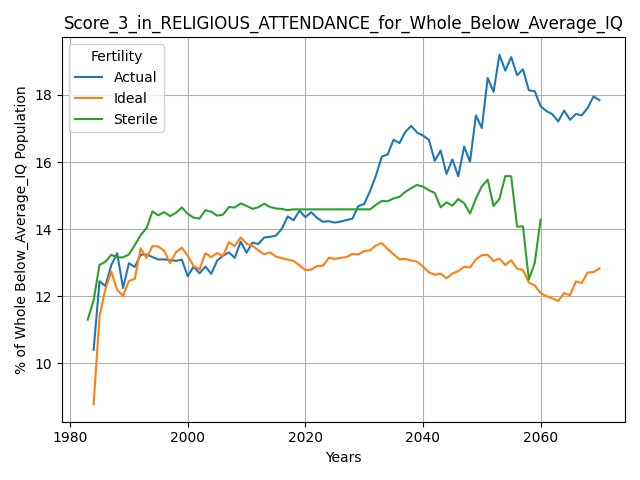 Score_3_in_RELIGIOUS_ATTENDANCE_for_Whole_Below_Average_IQ
Fertility
Actual
Ideal
Sterile
% of Whole Below_Average_IQ Population
18
16
14
12
10
1980
2000
2020
2040
2060
Years